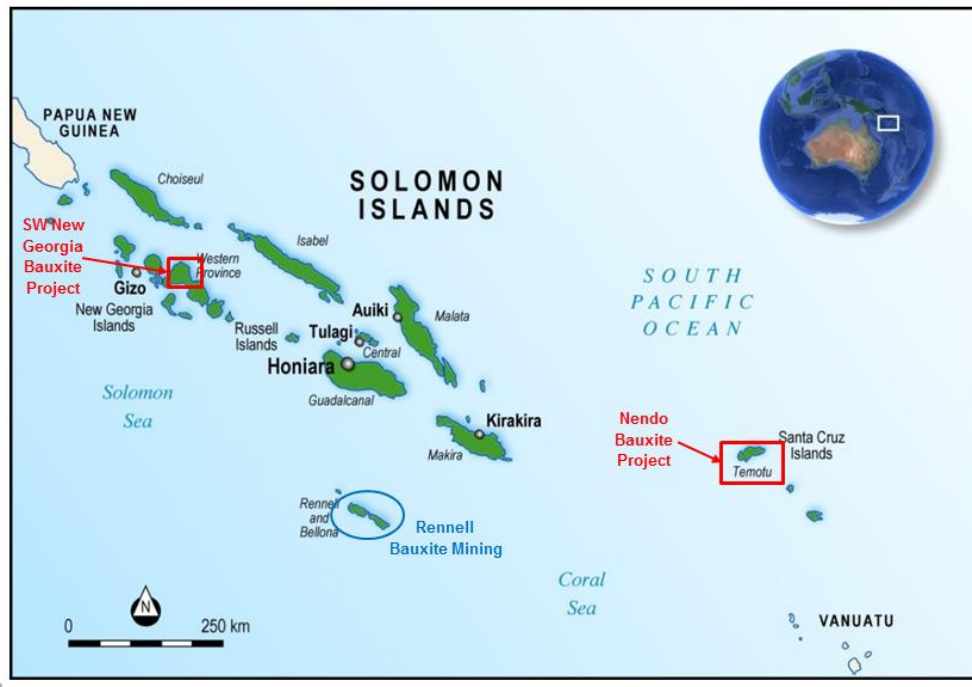 PAPUA NEW
GUINEA
Choiseul
SOLOMON
ISLANDS
SW New
Georgia
Bauxite
Project
Western
Province
Isabel
Gizo
New Georgia
Islands
Russell
Islands
Auiki
Malata
Tulagi
Central
Honiara
Guadalcanal
SOUTH
PACIFIC
OCEAN
Solomon
Sea
Kirakira
Makira
Nendo
Bauxite
Project
Santa Cruz
Islands
Temotu
Rennell
and
Bellona
Rennell
Bauxite Mining
Coral
Sea
N
0 250 km
VANUATU